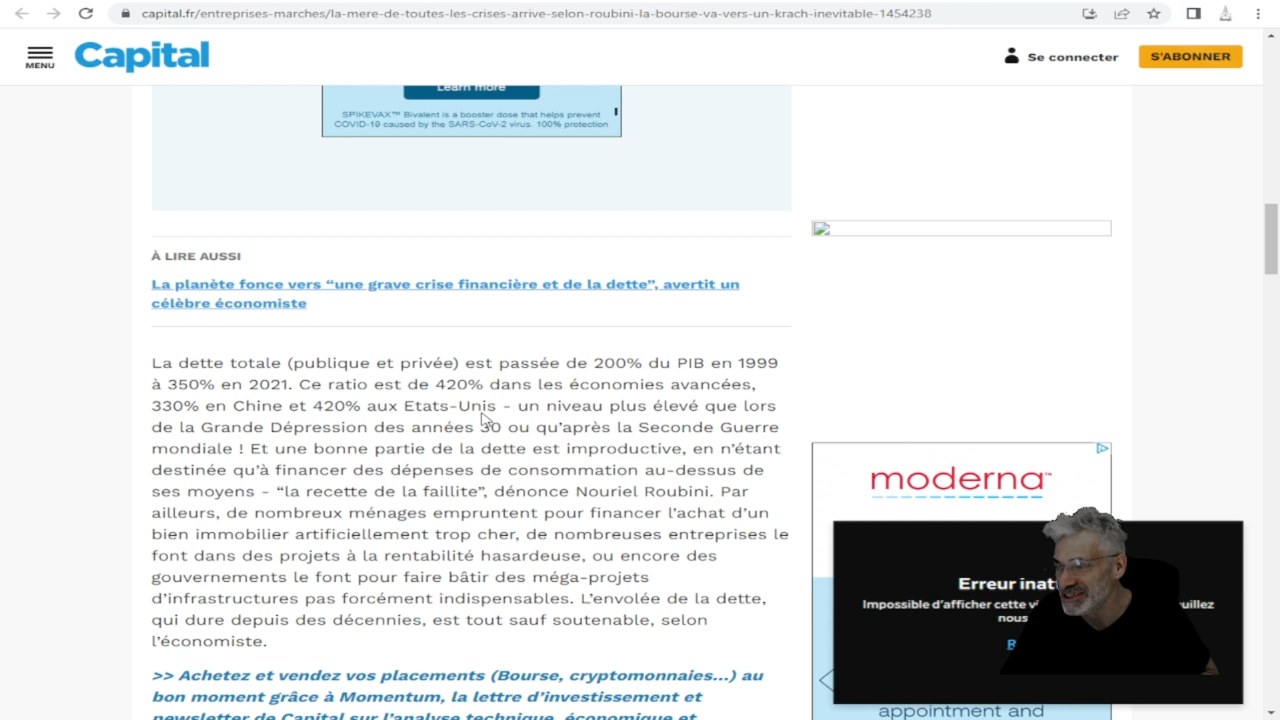 capital.fr/entreprises-marches/la-mere-de-toutes-les-crises-arrive-selon-roubini-la-bourse-va-vers-un-krach-inevitable-1454238
MENU
Capital
Se connecter
S'ABONNER
Learn more
SPIKEVAX™ Bivalent is a booster dose that helps prevent
COVID-19 caused by the SARS-CoV-2 virus. 100% protection
À LIRE AUSSI
La planète fonce vers “une grave crise financière et de la dette”, avertit un
célèbre économiste
La dette totale (publique et privée) est passée de 200% du PIB en 1999
à 350% en 2021. Ce ratio est de 420% dans les économies avancées,
330% en Chine et 420% aux Etats-Unis - un niveau plus élevé que lors
de la Grande Dépression des années 30 ou qu’après la Seconde Guerre
mondiale ! Et une bonne partie de la dette est improductive, en n’étant
destinée qu’à financer des dépenses de consommation au-dessus de
ses moyens - “la recette de la faillite”, dénonce Nouriel Roubini. Par
ailleurs, de nombreux ménages empruntent pour financer l’achat d’un
bien immobilier artificiellement trop cher, de nombreuses entreprises le
font dans des projets à la rentabilité hasardeuse, ou encore des
gouvernements le font pour faire bâtir des méga-projets
d’infrastructures pas forcément indispensables. L’envolée de la dette,
qui dure depuis des décennies, est tout sauf soutenable, selon
l’économiste.
>> Achetez et vendez vos placements (Bourse, cryptomonnaies...) au
bon moment grâce à Momentum, la lettre d’investissement et
newsletter de Capital sur l’analyse technique, économique et
moderna™
Erreur
Impossible d'afficher cette
nous
appointment and